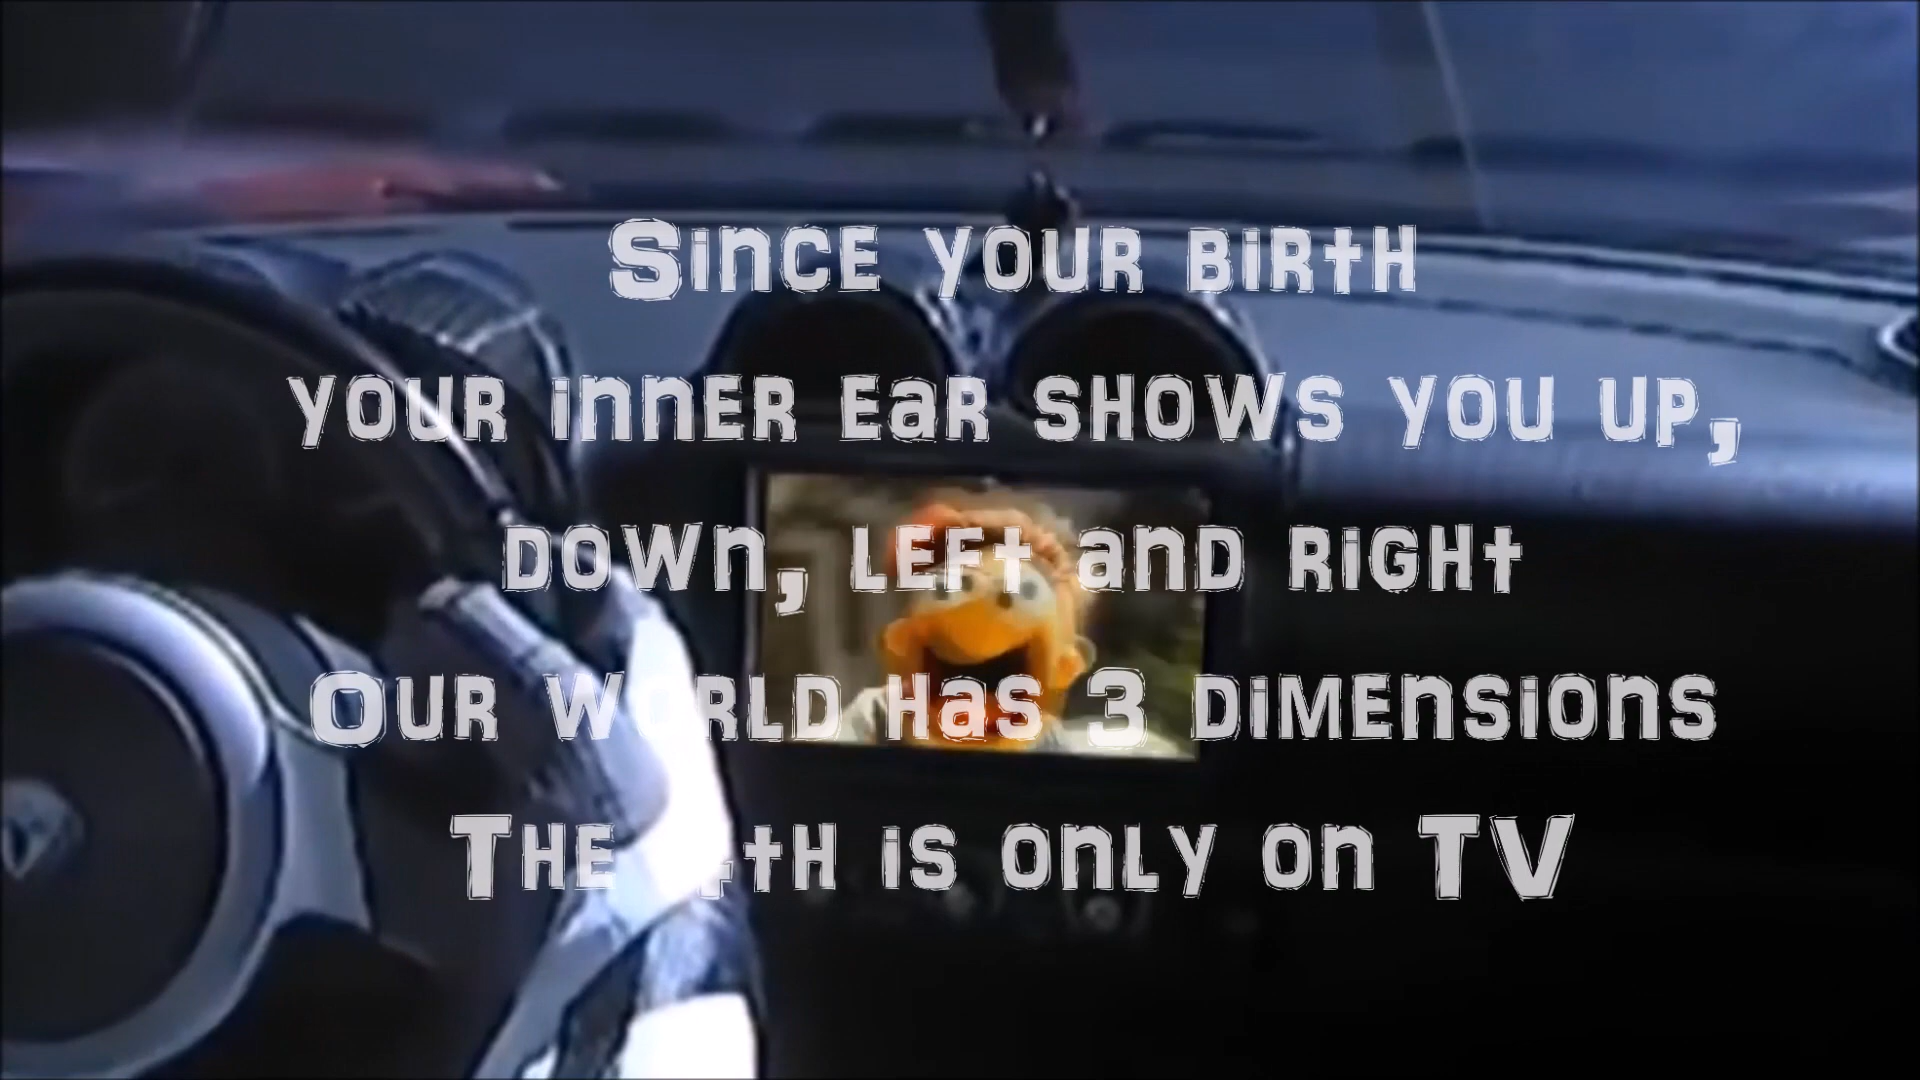 Since your birth
your inner ear shows you up,
down, left and right
Our world has 3 dimensions
The 4th is only on TV